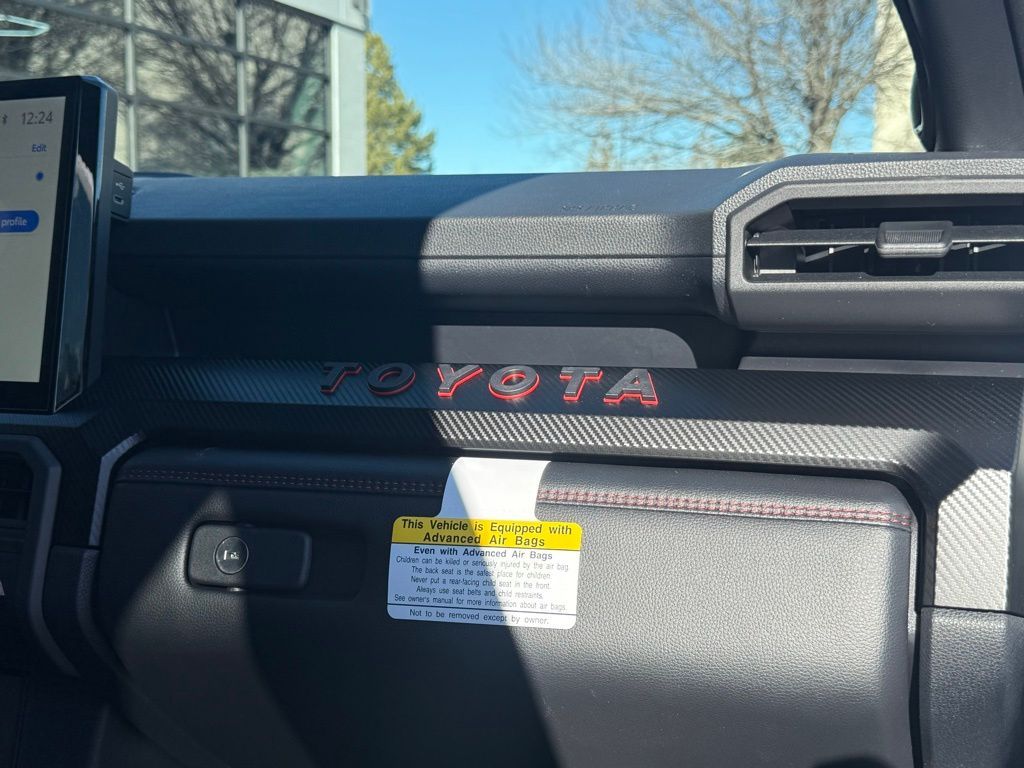 12:24
Edit
profile
TOYOTA
This Vehicle is Equipped with
Advanced Air Bags
Even with Advanced Air Bags
Children can be killed or seriously injured by the air bag.
The back seat is the safest place for children.
Never put a rear-facing child seat in the front.
Always use seat belts and child restraints.
See owner's manual for more information about air bags.
Not to be removed except by owner.